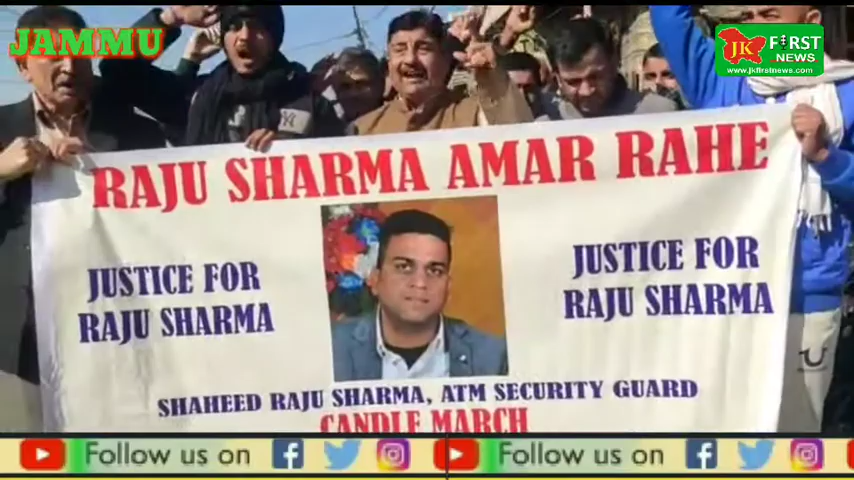 JAMMU
JK FIRST
NEWS
www.jkfirstnews.com
RAJU SHARMA AMAR RAHE
JUSTICE FOR
RAJU SHARMA
JUSTICE FOR
RAJU SHARMA
SHAHEED RAJU SHARMA, ATM SECURITY GUARD
CANDLE MARCH
Follow us on
Follow us on